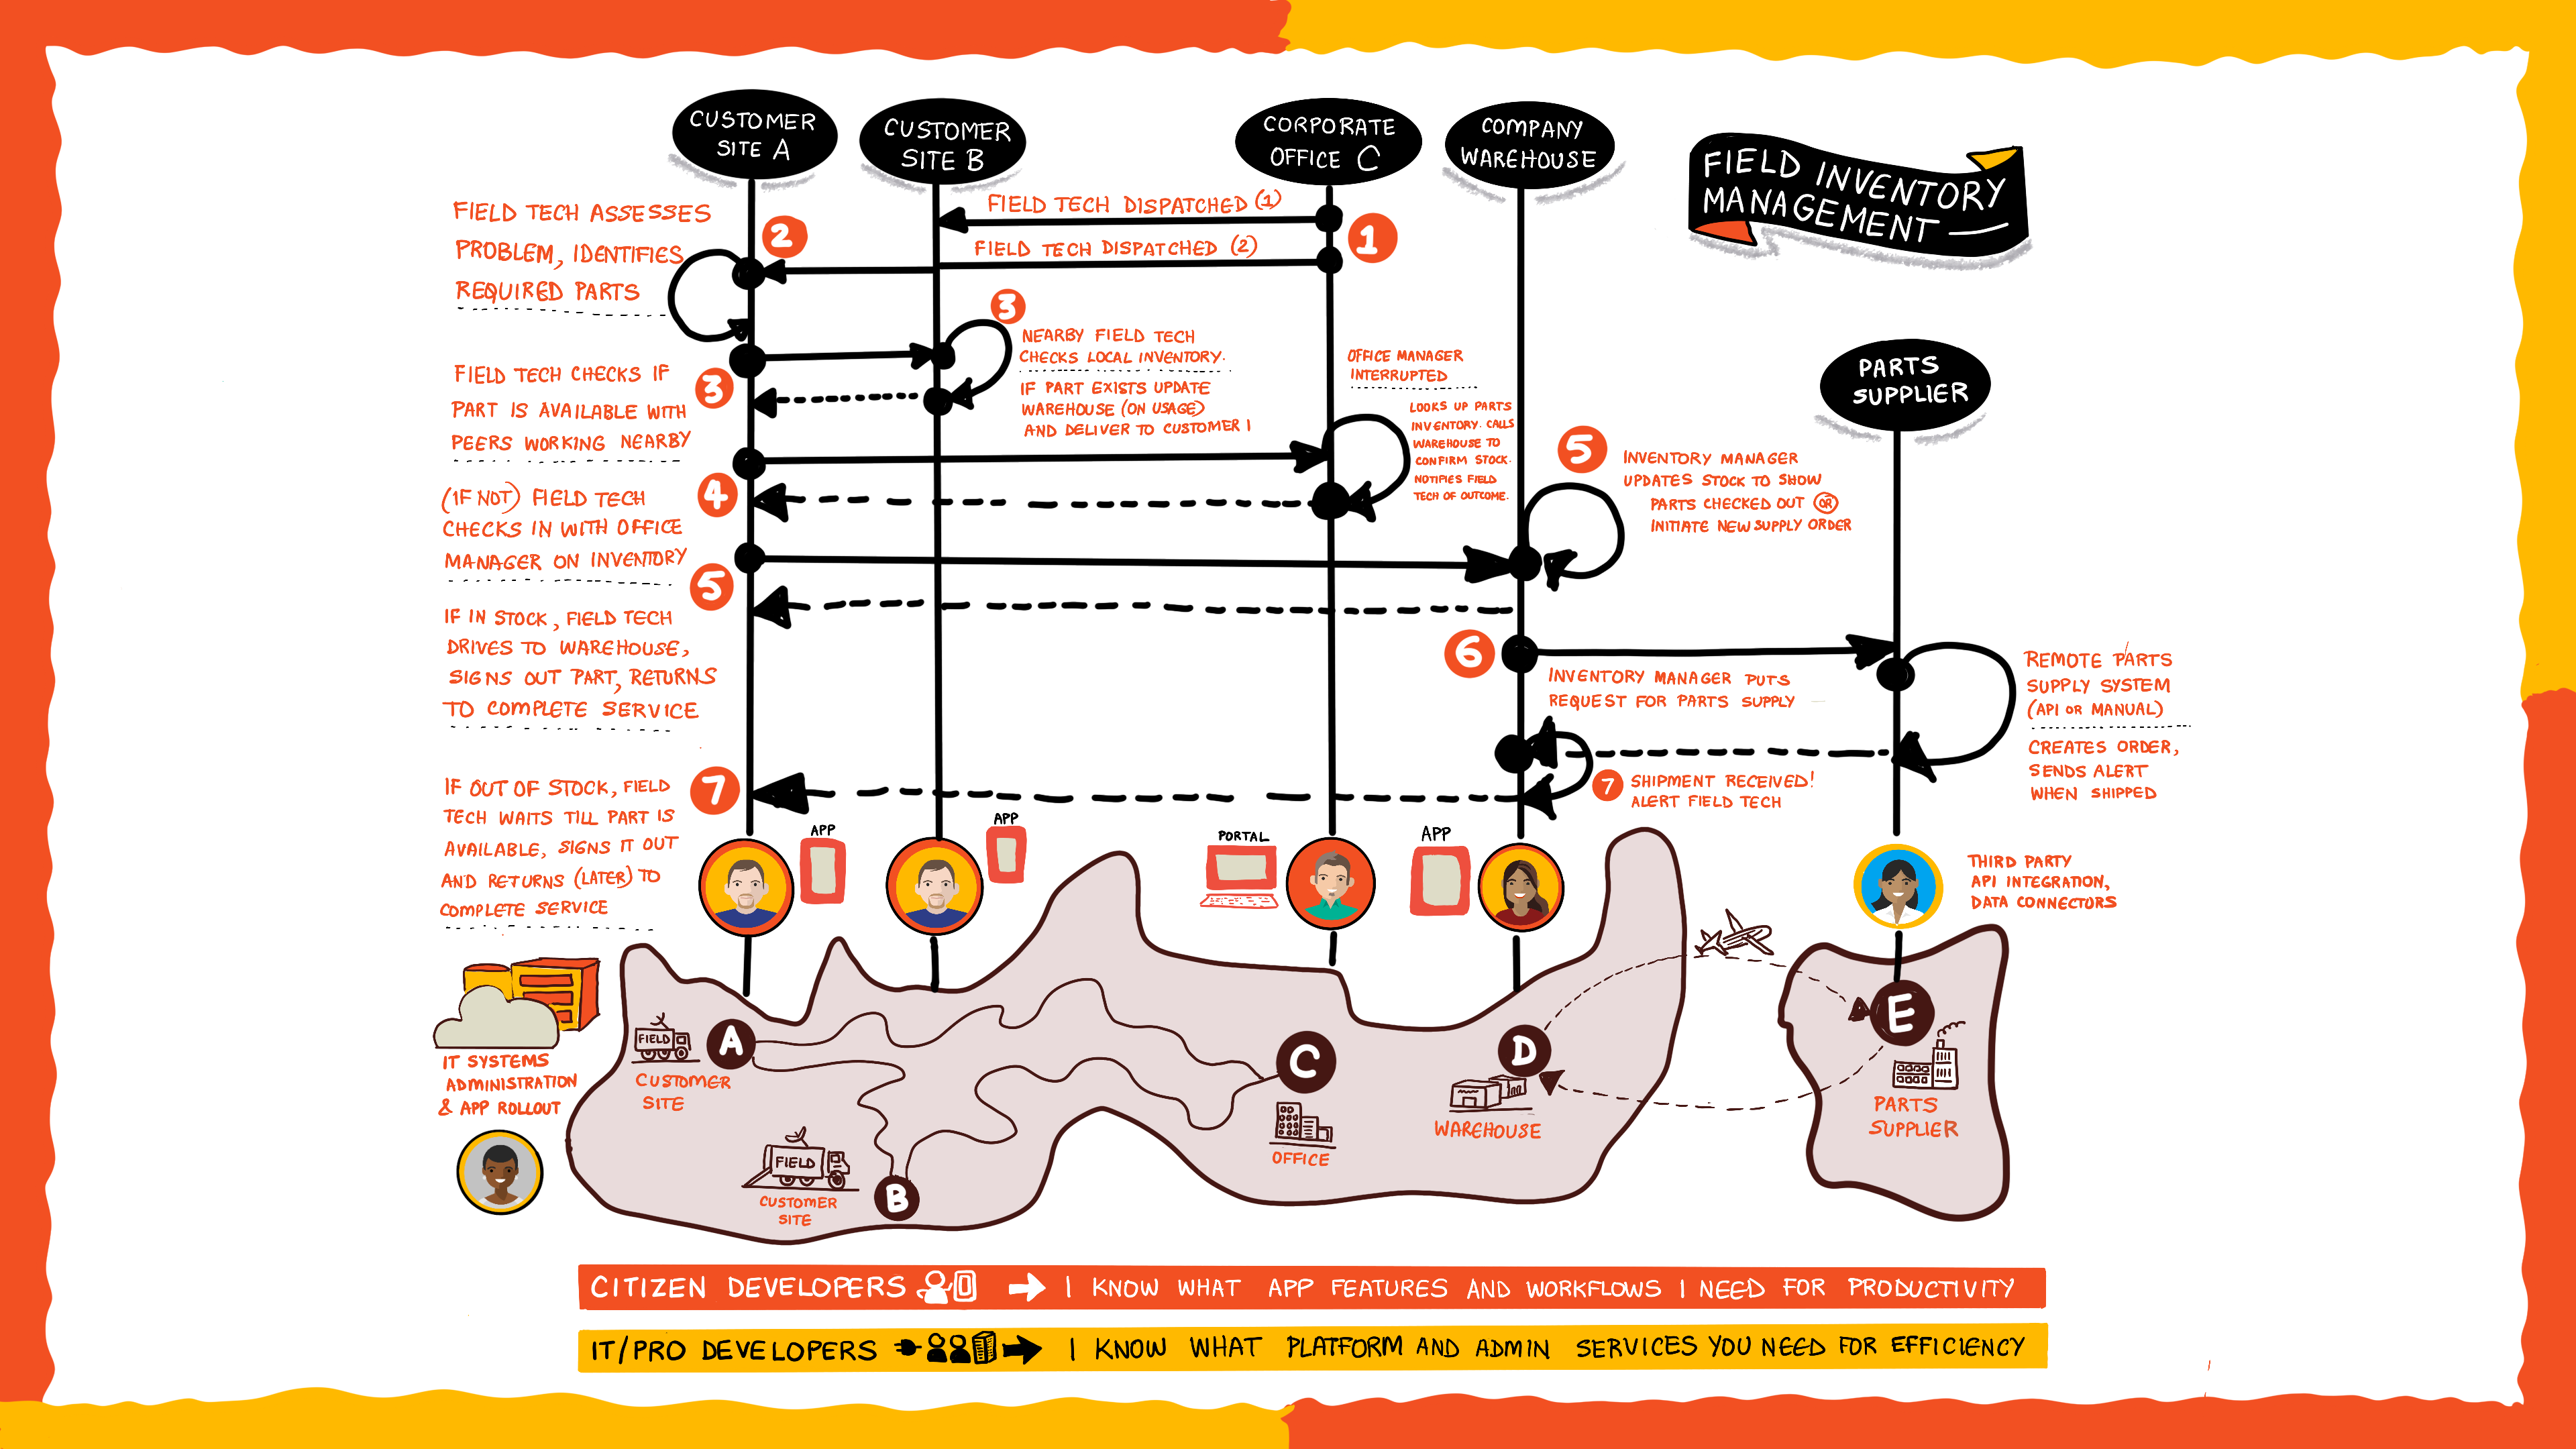 CUSTOMER
SITE A
CUSTOMER
SITE B
CORPORATE
OFFICE C
COMPANY
WAREHOUSE
FIELD INVENTORY
MANAGEMENT
FIELD TECH DISPATCHED (1)
FIELD TECH DISPATCHED (2)
1
2
FIELD TECH ASSESSES
PROBLEM, IDENTIFIES
REQUIRED PARTS
3
NEARBY FIELD TECH
CHECKS LOCAL INVENTORY.
IF PART EXISTS UPDATE
WAREHOUSE (ON USAGE)
AND DELIVER TO CUSTOMER 1
3
FIELD TECH CHECKS IF
PART IS AVAILABLE WITH
PEERS WORKING NEARBY
OFFICE MANAGER
INTERRUPTED
LOOKS UP PARTS
INVENTORY. CALLS
WAREHOUSE TO
CONFIRM STOCK.
NOTIFIES FIELD
TECH OF OUTCOME.
PARTS
SUPPLIER
4
(IF NOT) FIELD TECH
CHECKS IN WITH OFFICE
MANAGER ON INVENTORY
5
INVENTORY MANAGER
UPDATES STOCK TO SHOW
PARTS CHECKED OUT OR
INITIATE NEW SUPPLY ORDER
5
IF IN STOCK, FIELD TECH
DRIVES TO WAREHOUSE,
SIGNS OUT PART, RETURNS
TO COMPLETE SERVICE
6
INVENTORY MANAGER PUTS
REQUEST FOR PARTS SUPPLY
REMOTE PARTS
SUPPLY SYSTEM
(API OR MANUAL)
CREATES ORDER,
SENDS ALERT
WHEN SHIPPED
7
IF OUT OF STOCK, FIELD
TECH WAITS TILL PART IS
AVAILABLE, SIGNS IT OUT
AND RETURNS (LATER) TO
COMPLETE SERVICE
7
SHIPMENT RECEIVED!
ALERT FIELD TECH
APP
APP
PORTAL
APP
THIRD PARTY
API INTEGRATION,
DATA CONNECTORS
IT SYSTEMS
ADMINISTRATION
& APP ROLLOUT
FIELD
A
CUSTOMER
SITE
FIELD
B
CUSTOMER
SITE
C
OFFICE
D
WAREHOUSE
E
PARTS
SUPPLIER
CITIZEN DEVELOPERS I KNOW WHAT APP FEATURES AND WORKFLOWS I NEED FOR PRODUCTIVITY
IT/PRO DEVELOPERS I KNOW WHAT PLATFORM AND ADMIN SERVICES YOU NEED FOR EFFICIENCY